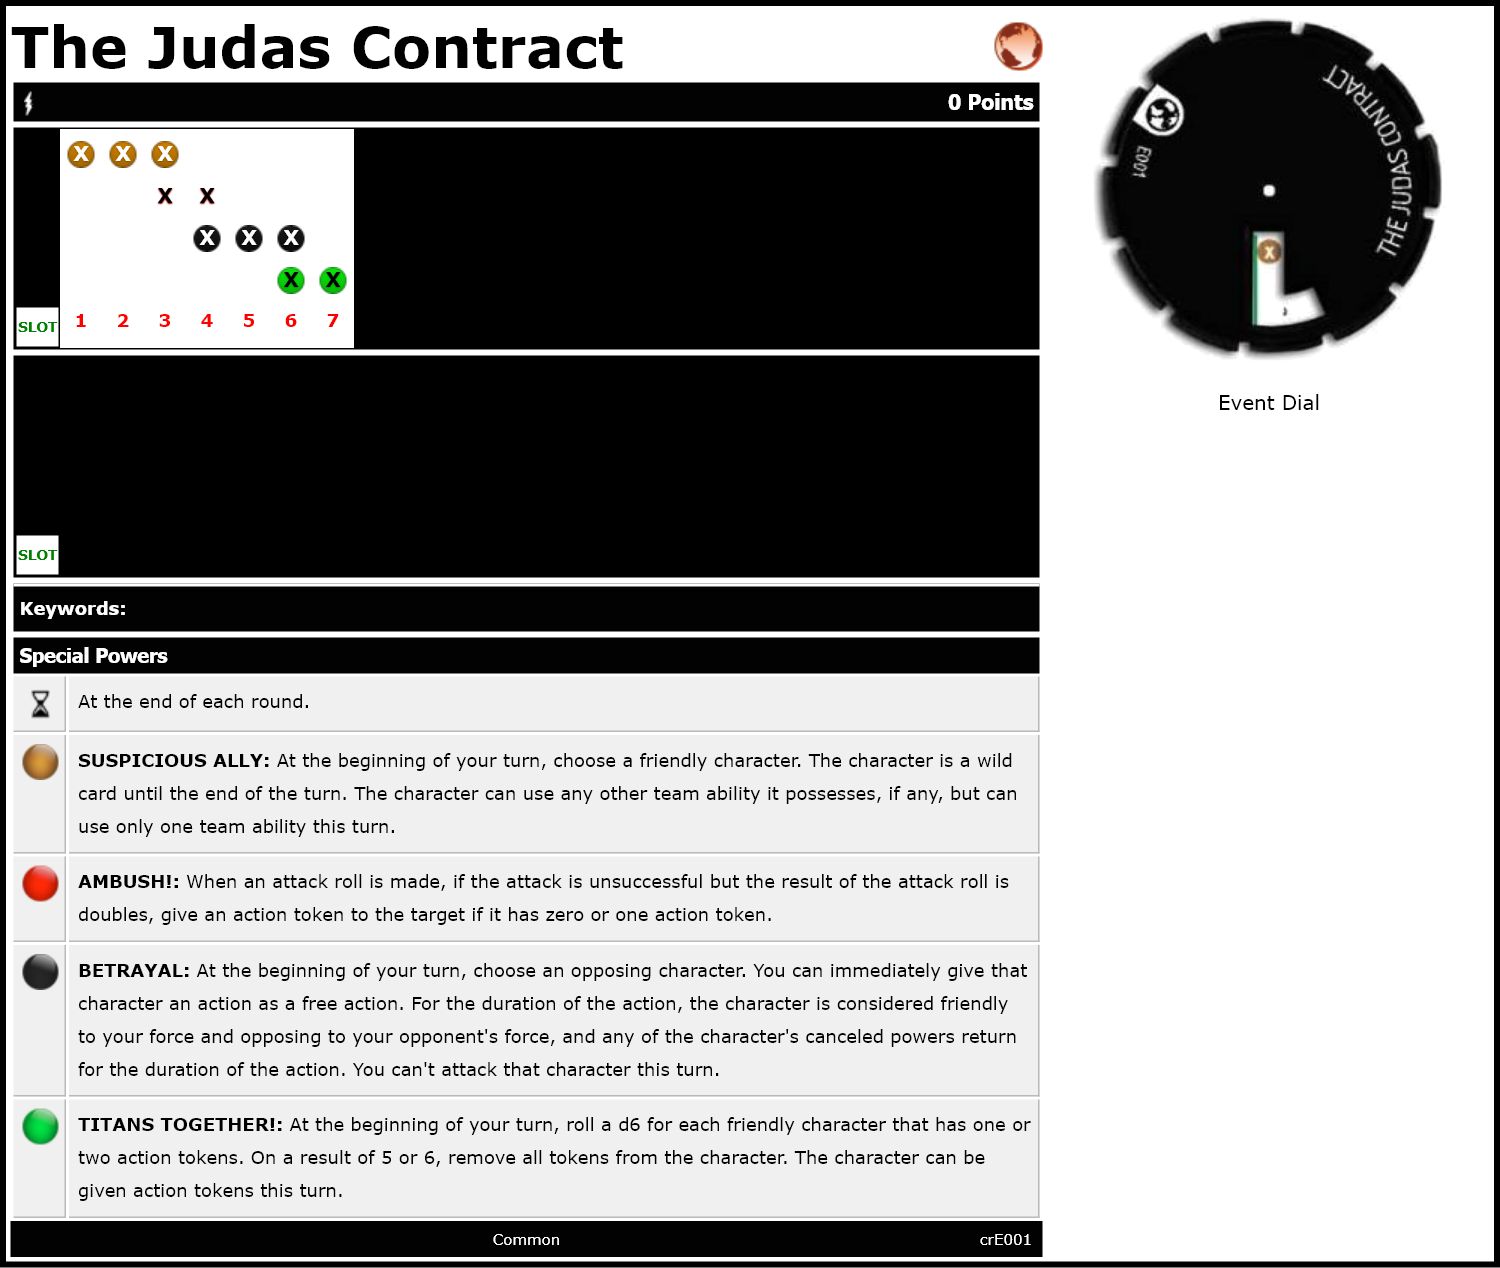 The Judas Contract
0 Points
X X X
X X
X X X
X X
SLOT 1 2 3 4 5 6 7
SLOT
Keywords:
Special Powers
At the end of each round.
SUSPICIOUS ALLY: At the beginning of your turn, choose a friendly character. The character is a wild
card until the end of the turn. The character can use any other team ability it possesses, if any, but can
use only one team ability this turn.
AMBUSH!: When an attack roll is made, if the attack is unsuccessful but the result of the attack roll is
doubles, give an action token to the target if it has zero or one action token.
BETRAYAL: At the beginning of your turn, choose an opposing character. You can immediately give that
character an action as a free action. For the duration of the action, the character is considered friendly
to your force and opposing to your opponent's force, and any of the character's canceled powers return
for the duration of the action. You can't attack that character this turn.
TITANS TOGETHER!: At the beginning of your turn, roll a d6 for each friendly character that has one or
two action tokens. On a result of 5 or 6, remove all tokens from the character. The character can be
given action tokens this turn.
Common crE001
THE JUDAS CONTRACT
E001
X
Event Dial